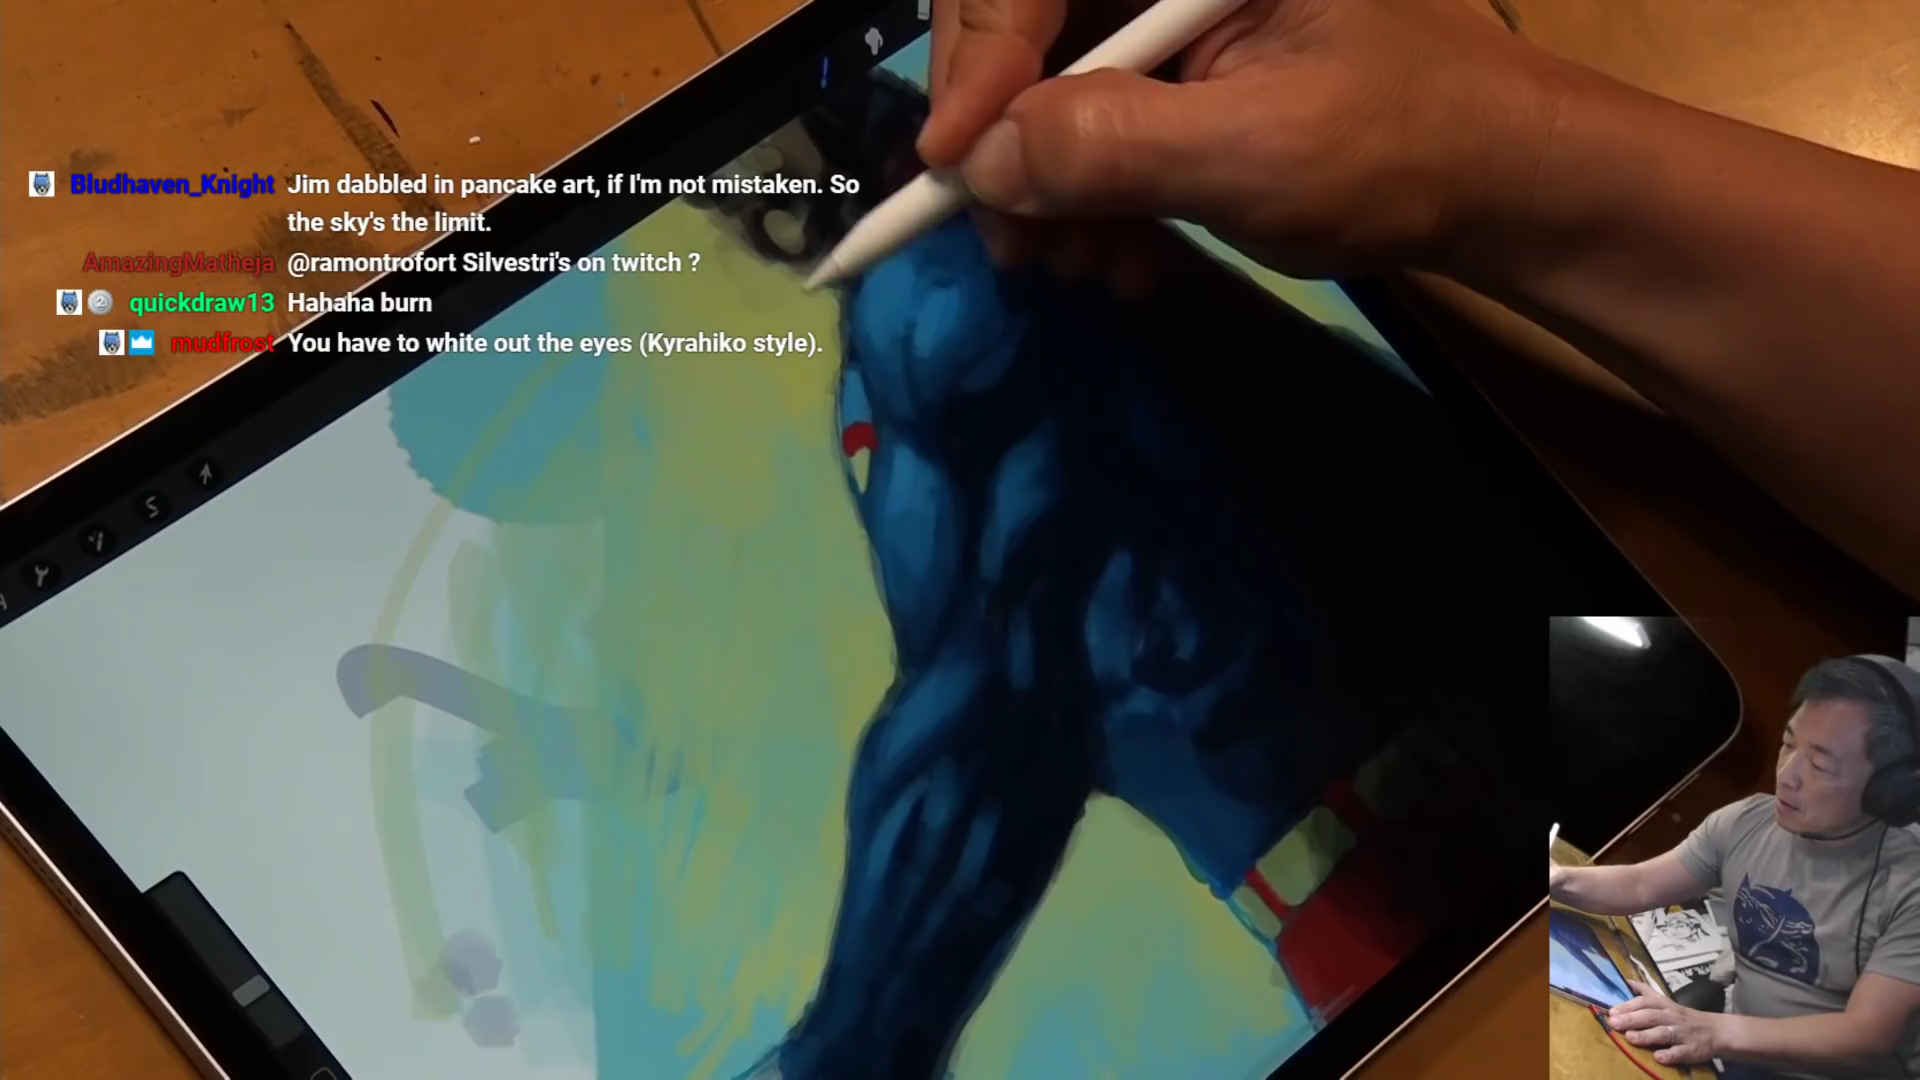 Bludhaven_Knight Jim dabbled in pancake art, if I'm not mistaken. So
the sky's the limit.
AmazingMatheja @ramontrofort Silvestri's on twitch ?
2 quickdraw13 Hahaha burn
mudfrost You have to white out the eyes (Kyrahiko style).